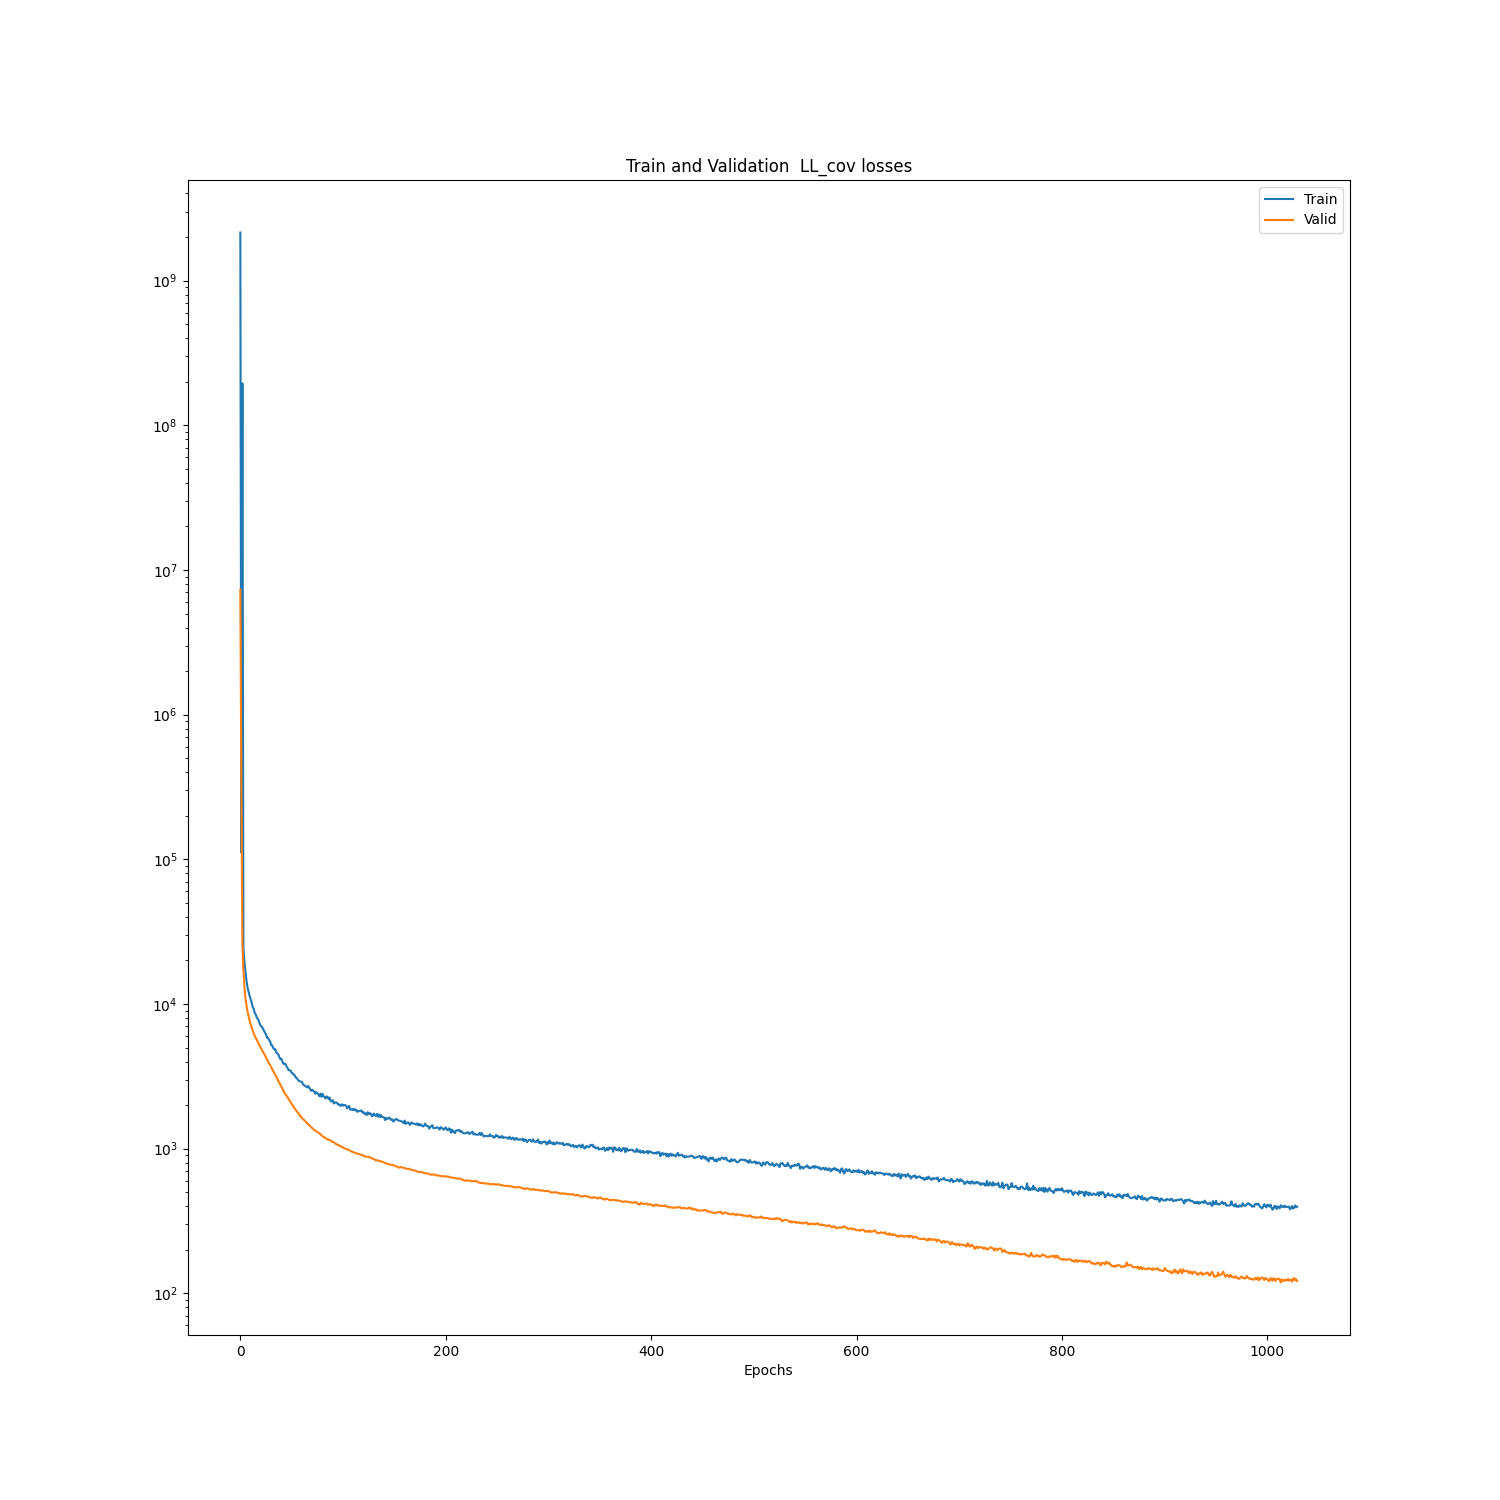 Train and Validation  LL_cov losses
Train
Valid
10⁹
10⁸
10⁷
10⁶
10⁵
10⁴
10³
10²
0 200 400 600 800 1000
Epochs